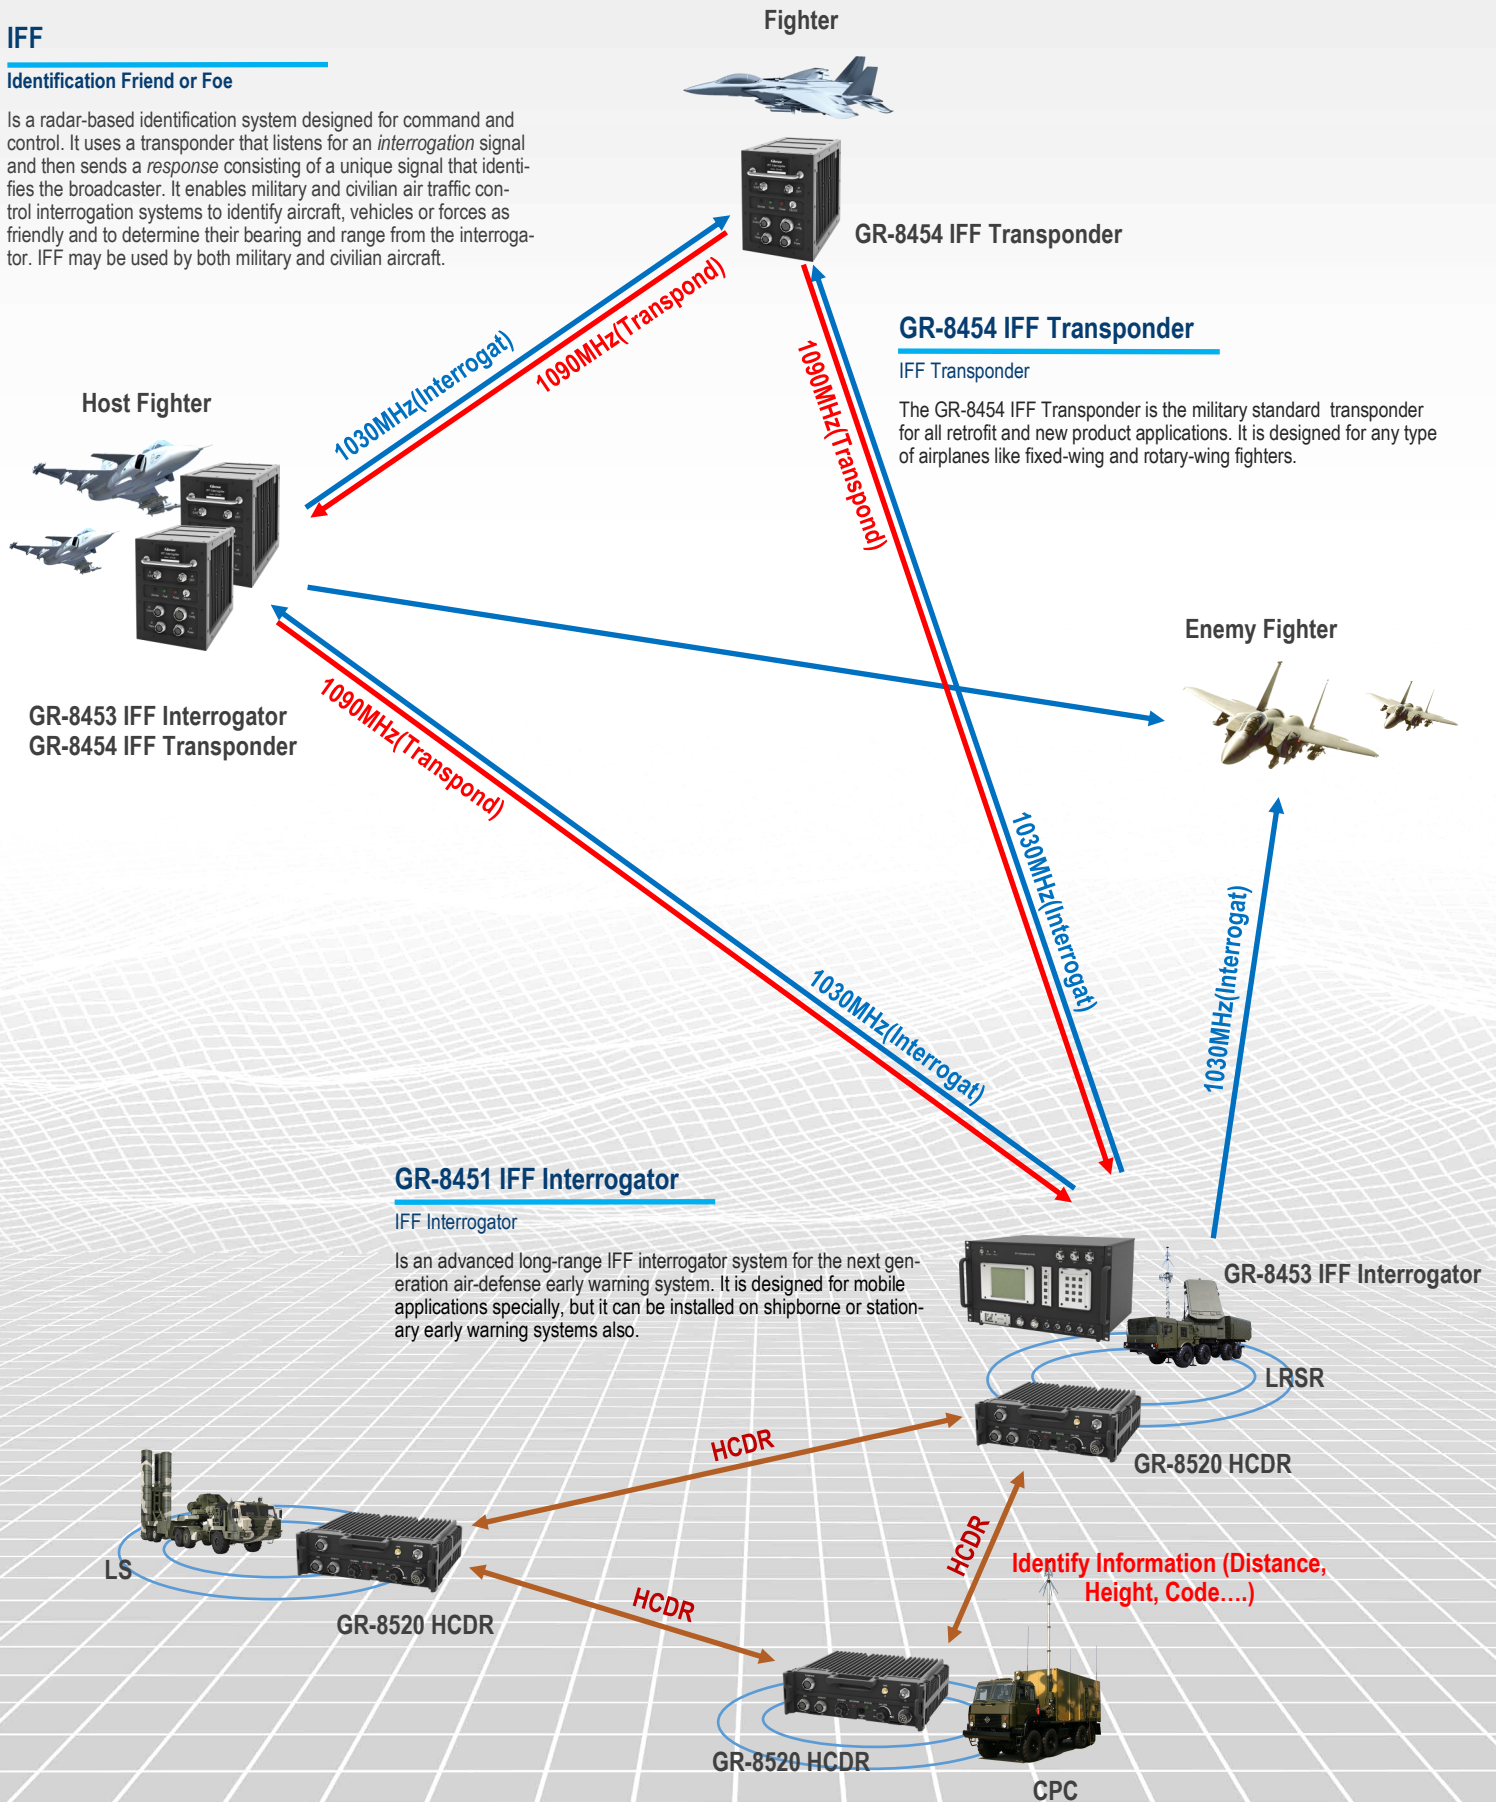 Fighter
IFF
Identification Friend or Foe
Is a radar-based identification system designed for command and
control. It uses a transponder that listens for an interrogation signal
and then sends a response consisting of a unique signal that identi-
fies the broadcaster. It enables military and civilian air traffic con-
trol interrogation systems to identify aircraft, vehicles or forces as
friendly and to determine their bearing and range from the interroga-
tor. IFF may be used by both military and civilian aircraft.
GR-8454 IFF Transponder
1030MHz(Interrogat)
1090MHz(Transpond)
1090MHz(Transpond)
GR-8454 IFF Transponder
IFF Transponder
The GR-8454 IFF Transponder is the military standard transponder
for all retrofit and new product applications. It is designed for any type
of airplanes like fixed-wing and rotary-wing fighters.
Host Fighter
Enemy Fighter
GR-8453 IFF Interrogator
GR-8454 IFF Transponder
1090MHz(Transpond)
1030MHz(Interrogat)
1030MHz(Interrogat)
1030MHz(Interrogat)
GR-8451 IFF Interrogator
IFF Interrogator
Is an advanced long-range IFF interrogator system for the next gen-
eration air-defense early warning system. It is designed for mobile
applications specially, but it can be installed on shipborne or station-
ary early warning systems also.
GR-8453 IFF Interrogator
LRSR
GR-8520 HCDR
HCDR
LS
GR-8520 HCDR
HCDR
HCDR
Identify Information (Distance,
Height, Code....)
GR-8520 HCDR
CPC